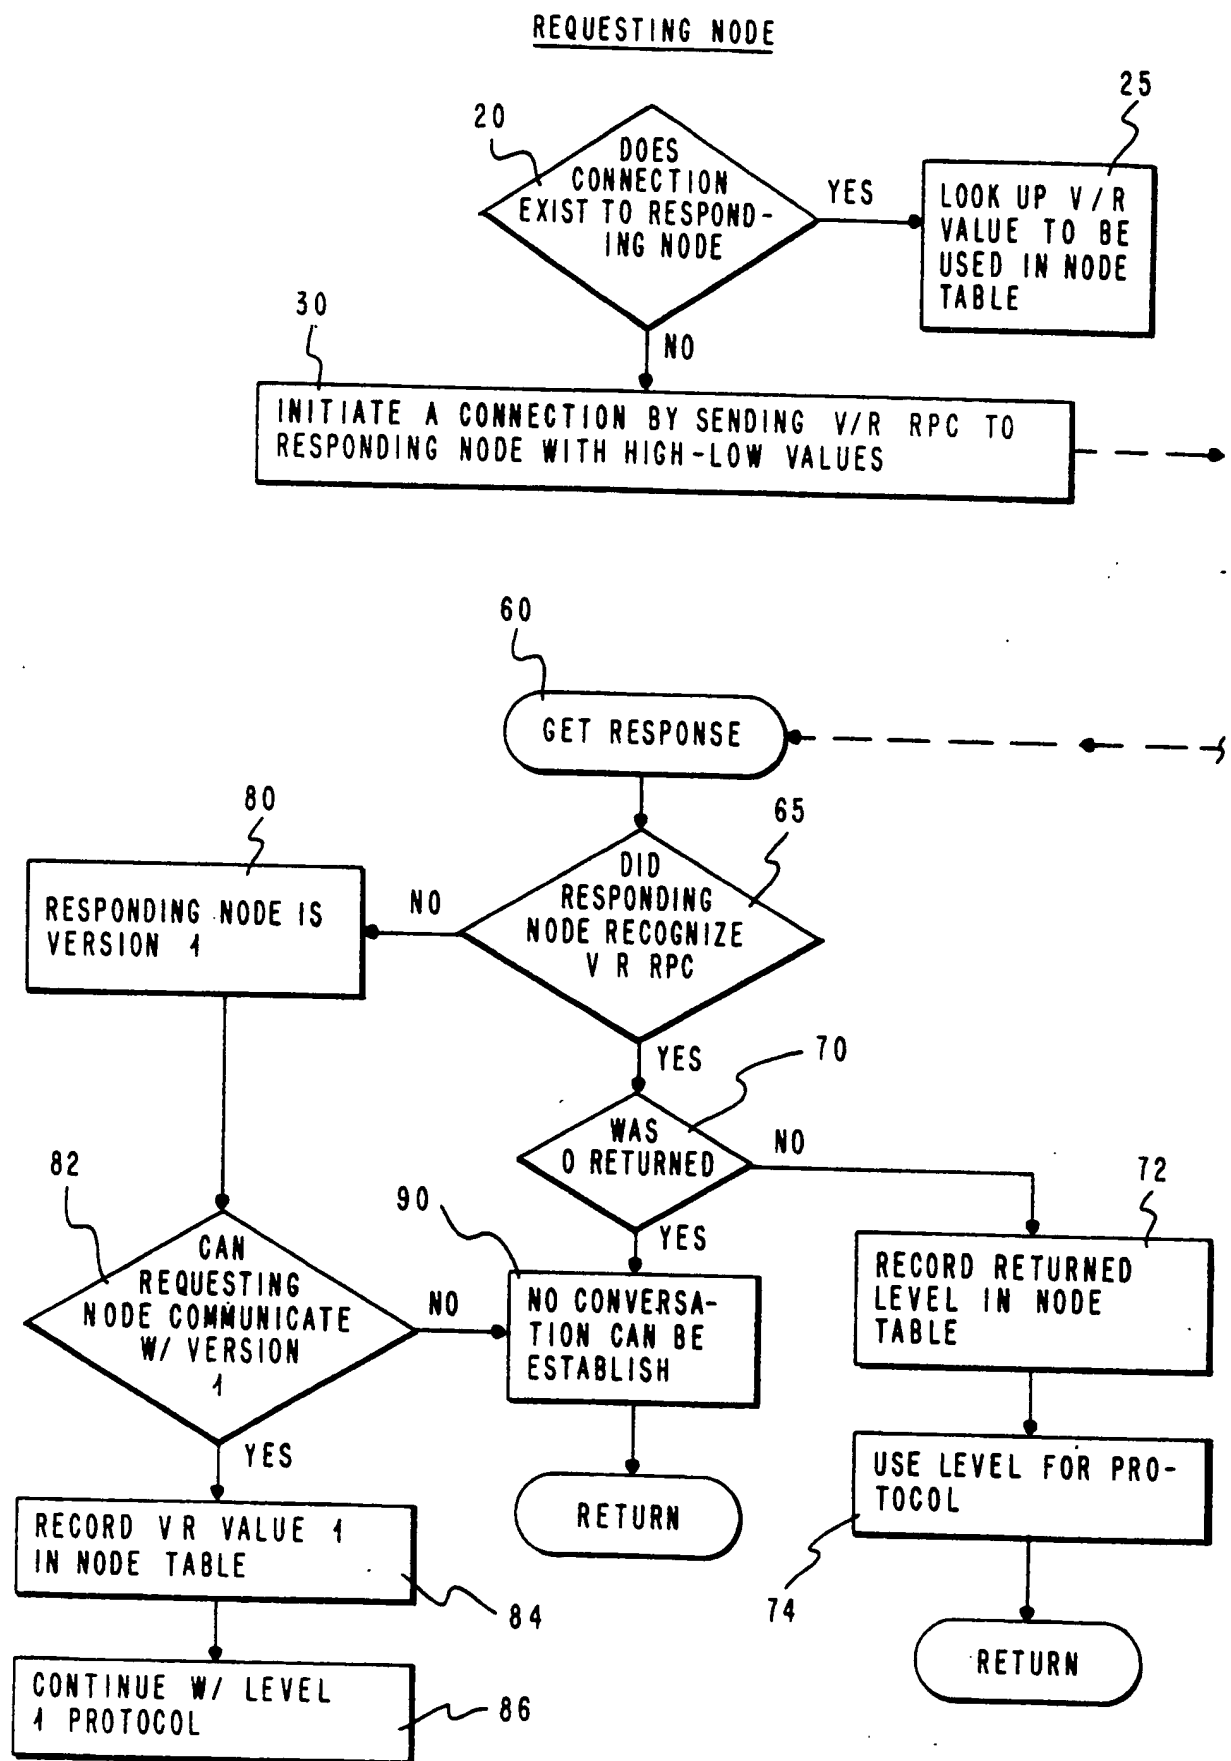 REQUESTING NODE
20
DOES
CONNECTION
EXIST TO RESPOND-
ING NODE
YES
25
LOOK UP V/R
VALUE TO BE
USED IN NODE
TABLE
NO
30
INITIATE A CONNECTION BY SENDING V/R RPC TO
RESPONDING NODE WITH HIGH-LOW VALUES
60
GET RESPONSE
65
DID
RESPONDING
NODE RECOGNIZE
V R RPC
NO
80
RESPONDING NODE IS
VERSION 1
YES
70
WAS
0 RETURNED
NO
72
RECORD RETURNED
LEVEL IN NODE
TABLE
YES
82
CAN
REQUESTING
NODE COMMUNICATE
W/ VERSION
1
NO
90
NO CONVERSA-
TION CAN BE
ESTABLISH
USE LEVEL FOR PRO-
TOCOL
74
YES
RETURN
RECORD VR VALUE 1
IN NODE TABLE
84
RETURN
CONTINUE W/ LEVEL
1 PROTOCOL
86